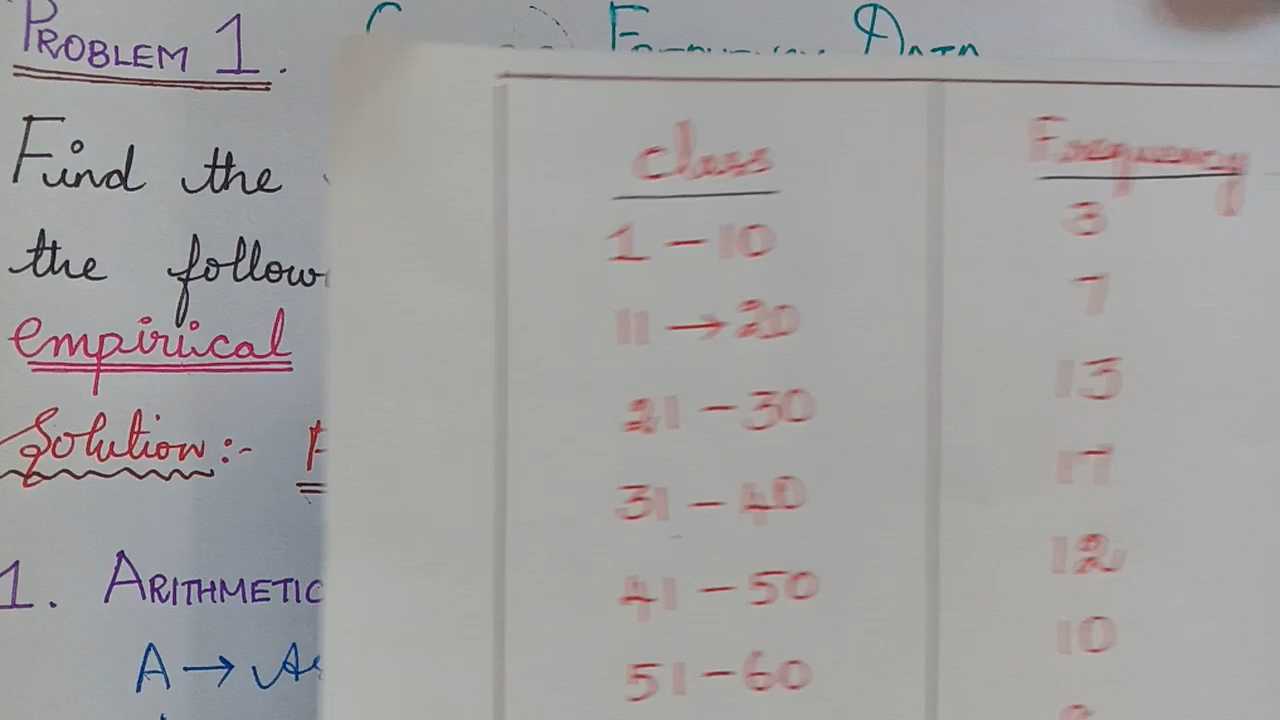 PROBLEM 1.
Find the
the follow
empirical
Solution:-
1. ARITHMETIC
A →
Class Frequency
1 - 10 3
11 → 20 7
21 - 30 13
31 - 40 17
41 - 50 12
51 - 60 10